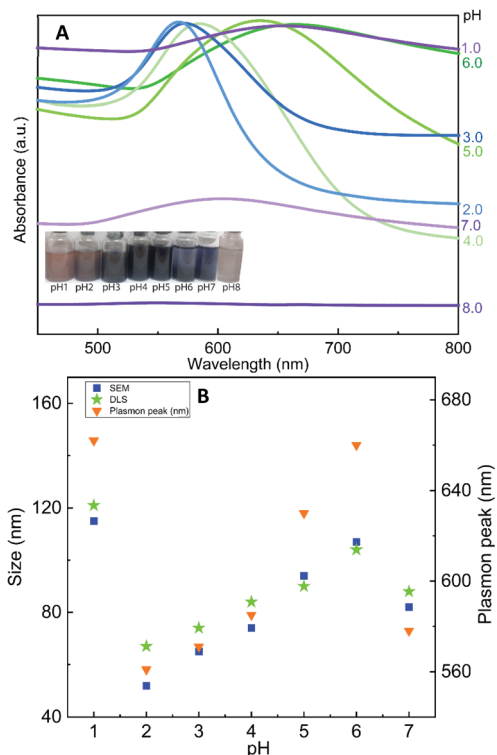 pH
A
1.0
6.0
3.0
5.0
2.0
7.0
4.0
8.0
Absorbance (a.u.)
pH1 pH2 pH3 pH4 pH5 pH6 pH7 pH8
500 600 700 800
Wavelength (nm)
B
SEM
DLS
Plasmon peak (nm)
160
120
80
40
Size (nm)
680
640
600
560
Plasmon peak (nm)
1 2 3 4 5 6 7
pH